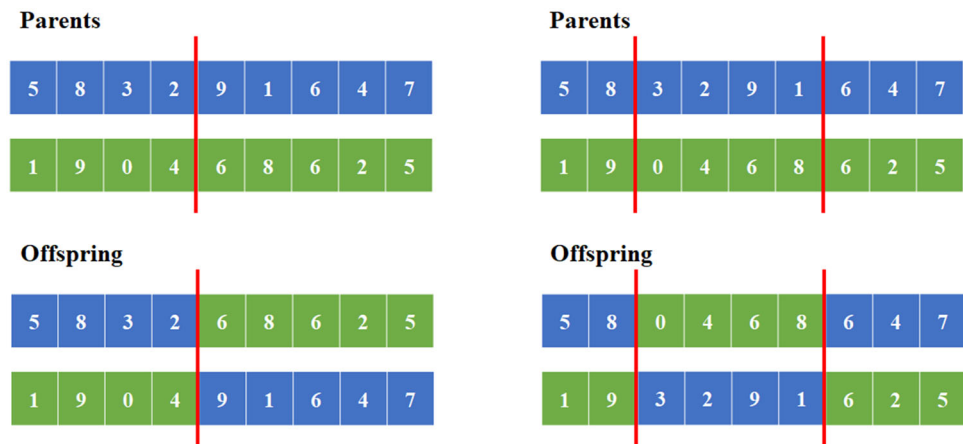 Parents
5 8 3 2 9 1 6 4 7
1 9 0 4 6 8 6 2 5
Offspring
5 8 3 2 6 8 6 2 5
1 9 0 4 9 1 6 4 7
Parents
5 8 3 2 9 1 6 4 7
1 9 0 4 6 8 6 2 5
Offspring
5 8 0 4 6 8 6 4 7
1 9 3 2 9 1 6 2 5